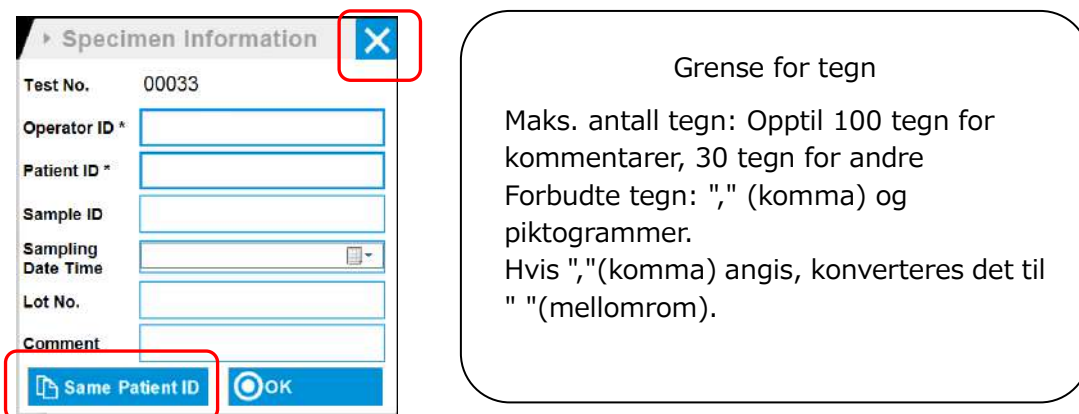 Specimen Information
Test No. 00033
Operator ID *
Patient ID *
Sample ID
Sampling
Date Time
Lot No.
Comment
Same Patient ID
OK
Grense for tegn
Maks. antall tegn: Opptil 100 tegn for
kommentarer, 30 tegn for andre
Forbudte tegn: "," (komma) og
piktogrammer.
Hvis ","(komma) angis, konverteres det til
" "(mellomrom).